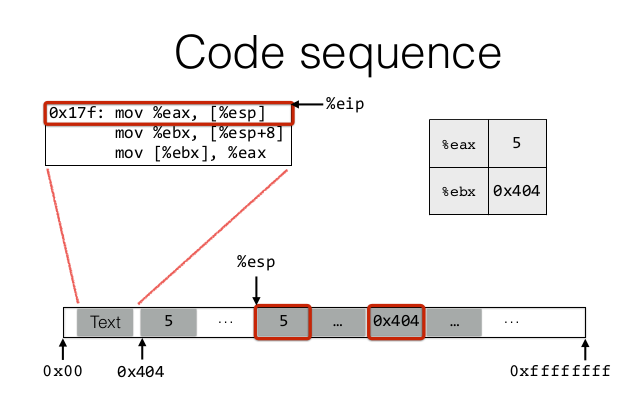 Code sequence
0x17f: mov %eax, [%esp]
mov %ebx, [%esp+8]
mov [%ebx], %eax
%eip
%eax 5
%ebx 0x404
%esp
Text 5 ... 5 … 0x404 … ...
0x00 0x404 0xffffffff